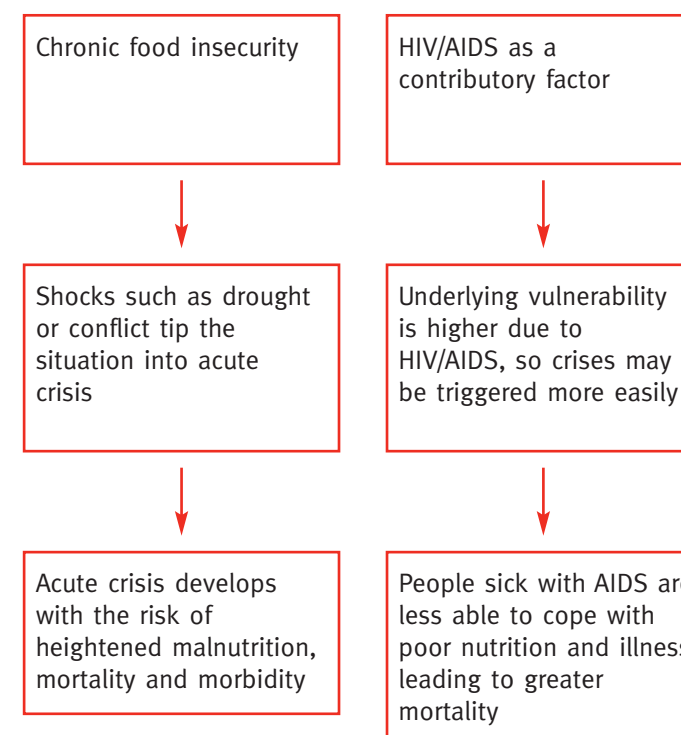 Chronic food insecurity
HIV/AIDS as a
contributory factor
Shocks such as drought
or conflict tip the
situation into acute
crisis
Underlying vulnerability
is higher due to
HIV/AIDS, so crises may
be triggered more easily
Acute crisis develops
with the risk of
heightened malnutrition,
mortality and morbidity
People sick with AIDS are
less able to cope with
poor nutrition and illness
leading to greater
mortality